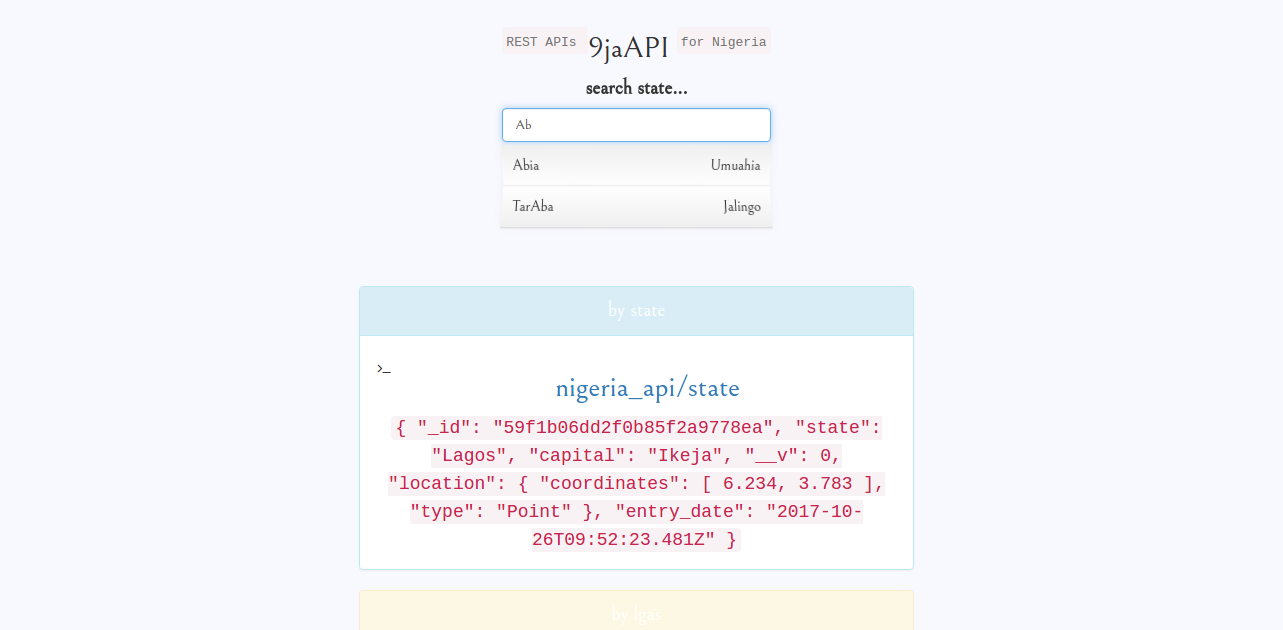 REST APIs 9jaAPI for Nigeria
search state...
Ab
Abia Umuahia
TarAba Jalingo
by state
>_
nigeria_api/state
{ "_id": "59f1b06dd2f0b85f2a9778ea", "state":
"Lagos", "capital": "Ikeja", "__v": 0,
"location": { "coordinates": [ 6.234, 3.783 ],
"type": "Point" }, "entry_date": "2017-10-
26T09:52:23.481Z" }
by lgas